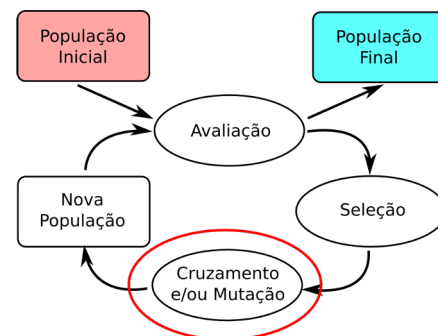 População
Inicial
População
Final
Avaliação
Nova
População
Seleção
Cruzamento
e/ou Mutação